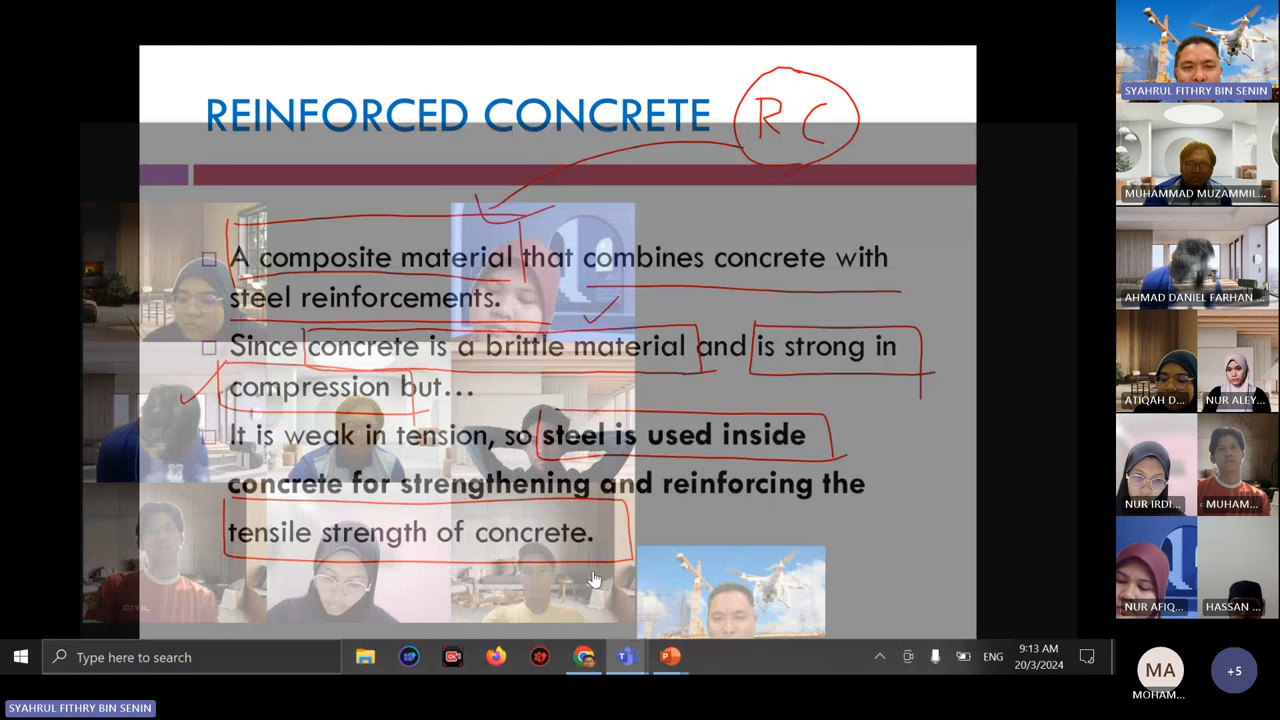 REINFORCED CONCRETE
RC
A composite material that combines concrete with
steel reinforcements.
Since concrete is a brittle material and is strong in
compression but...
It is weak in tension, so steel is used inside
concrete for strengthening and reinforcing the
tensile strength of concrete.
CIVIL
SYAHRUL FITHRY BIN SENIN
MUHAMMAD MUZAMMIL...
AHMAD DANIEL FARHAN ...
ATIQAH D...
NUR ALEY...
NUR IRDI...
MUHAM...
NUR AFIQ...
HASSAN ...
MA
MOHAM...
+5
Type here to search
ENG
9:13 AM
20/3/2024
SYAHRUL FITHRY BIN SENIN